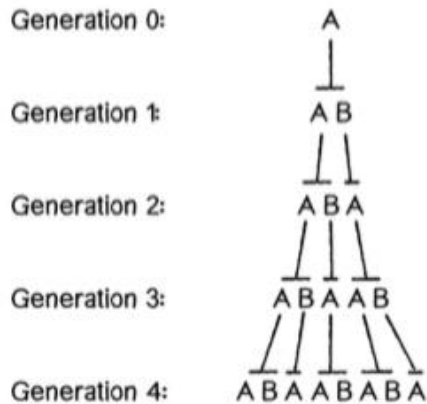 Generation 0: A
Generation 1: A B
Generation 2: A B A
Generation 3: A B A A B
Generation 4: A B A A B A B A